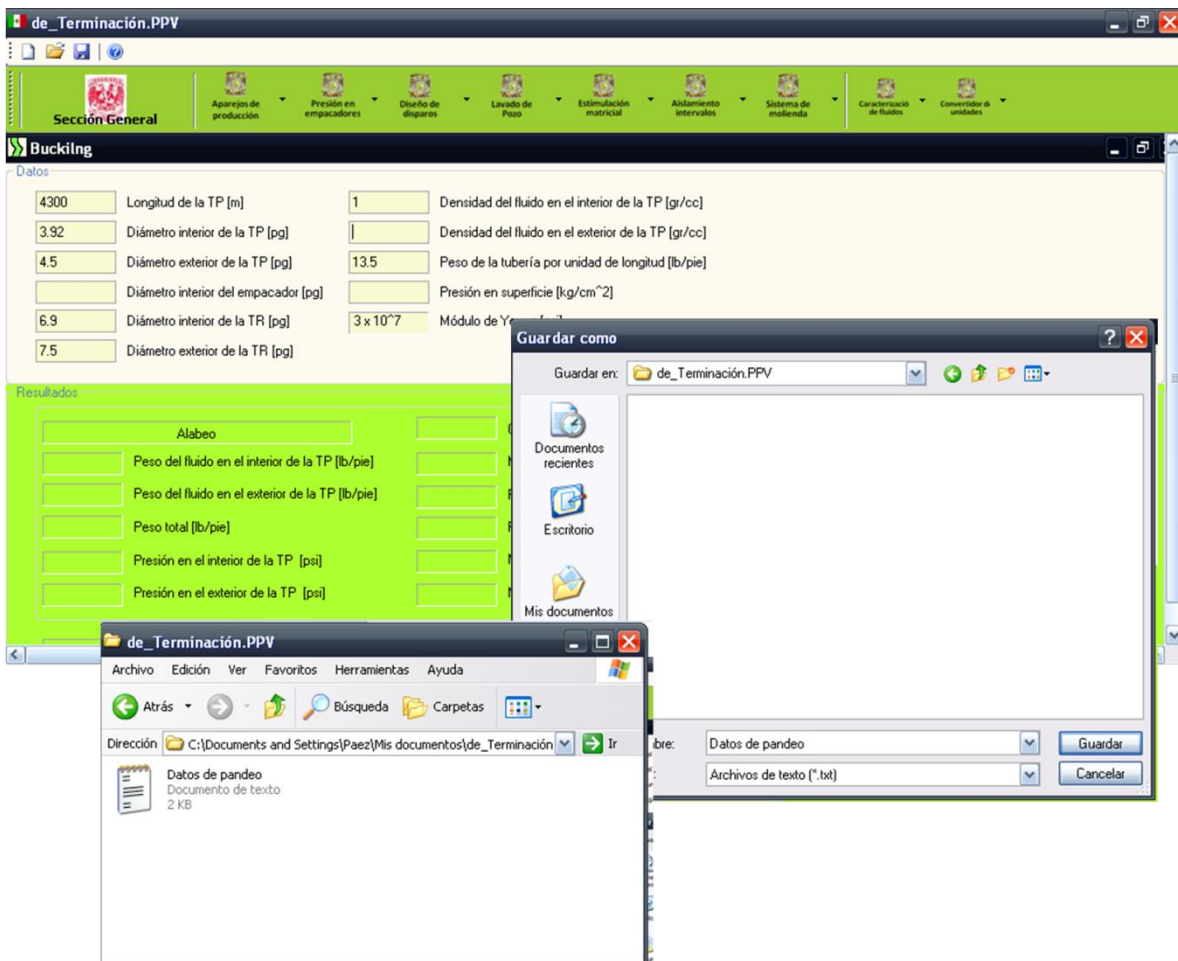 de_Terminación.PPV
Sección General
Aparejos de producción
Presión en empacadores
Diseño de disparos
Lavado de Pozo
Estimulación matricial
Aislamiento intervalos
Sistema de molienda
Caracterizació de fluidos
Convertidor de unidades
Buckilng
Datos
4300 Longitud de la TP [m] 1 Densidad del fluido en el interior de la TP [gr/cc]
3.92 Diámetro interior de la TP [pg] Densidad del fluido en el exterior de la TP [gr/cc]
4.5 Diámetro exterior de la TP [pg] 13.5 Peso de la tubería por unidad de longitud [lb/pie]
Diámetro interior del empacador [pg] Presión en superficie [kg/cm^2]
6.9 Diámetro interior de la TR [pg] 3 x 10^7 Módulo de
7.5 Diámetro exterior de la TR [pg]
Resultados
Alabeo
Peso del fluido en el interior de la TP [lb/pie]
Peso del fluido en el exterior de la TP [lb/pie]
Peso total [lb/pie]
Presión en el interior de la TP [psi]
Presión en el exterior de la TP [psi]
Guardar como
Guardar en: de_Terminación.PPV
Documentos recientes
Escritorio
Mis documentos
bre: Datos de pandeo Guardar
Archivos de texto (*.txt) Cancelar
de_Terminación.PPV
Archivo Edición Ver Favoritos Herramientas Ayuda
Atrás Búsqueda Carpetas
Dirección C:\Documents and Settings\Paez\Mis documentos\de_Terminación Ir
Datos de pandeo
Documento de texto
2 KB